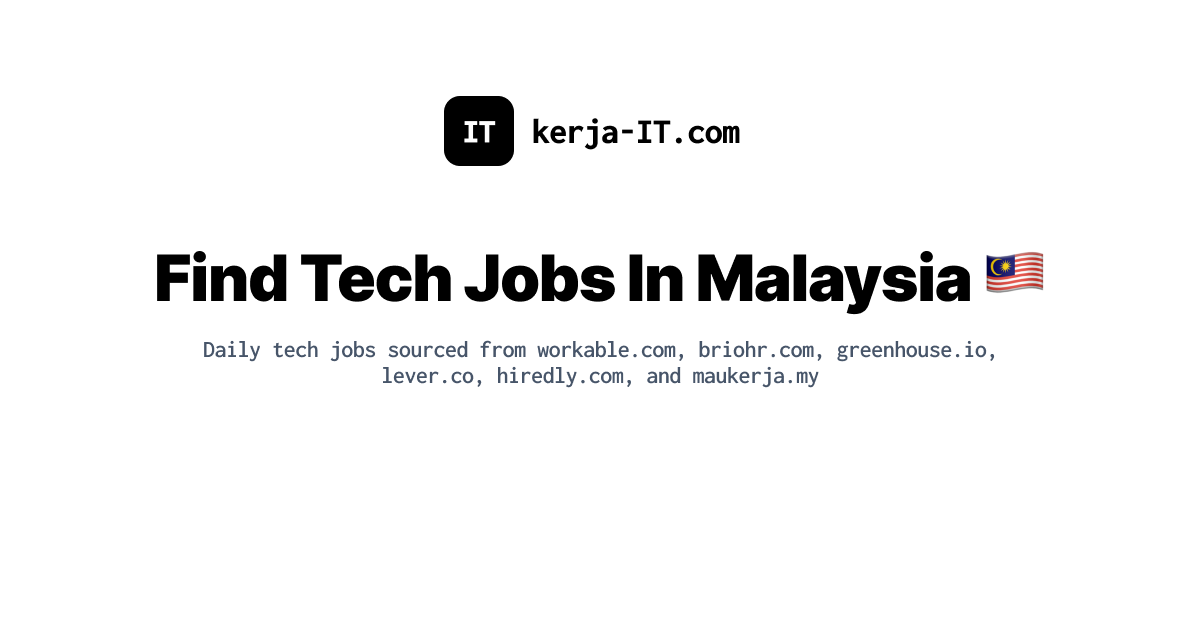 IT kerja-IT.com
Find Tech Jobs In Malaysia 🇲🇾
Daily tech jobs sourced from workable.com, briohr.com, greenhouse.io,
lever.co, hiredly.com, and maukerja.my